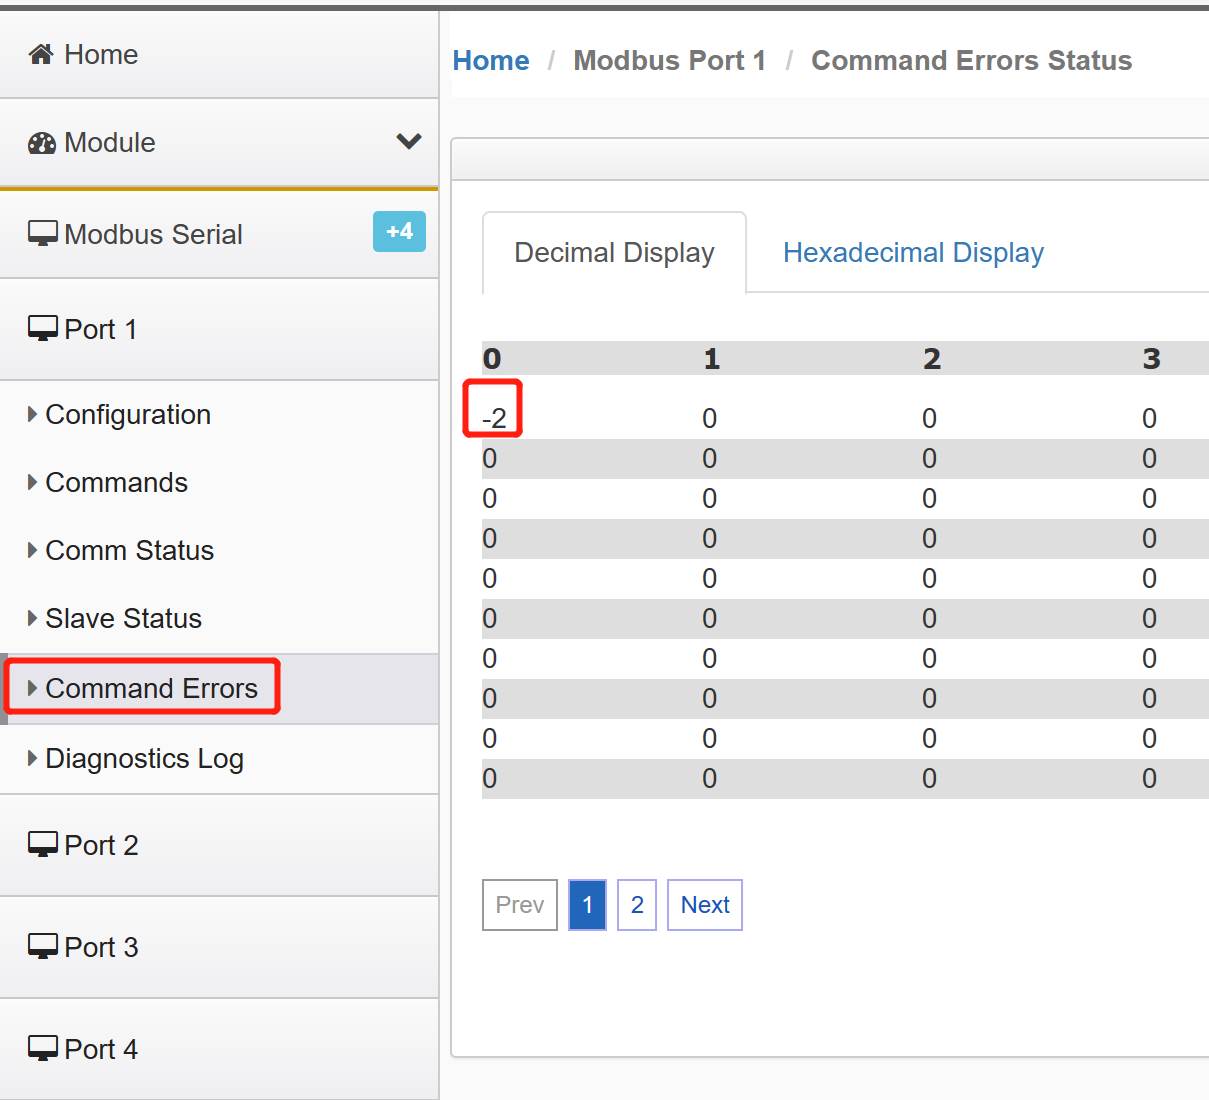 Home
Module
Modbus Serial +4
Port 1
Configuration
Commands
Comm Status
Slave Status
Command Errors
Diagnostics Log
Port 2
Port 3
Port 4
Home / Modbus Port 1 / Command Errors Status
Decimal Display Hexadecimal Display
0 1 2 3
-2 0 0 0
0 0 0 0
0 0 0 0
0 0 0 0
0 0 0 0
0 0 0 0
0 0 0 0
0 0 0 0
0 0 0 0
0 0 0 0
Prev 1 2 Next